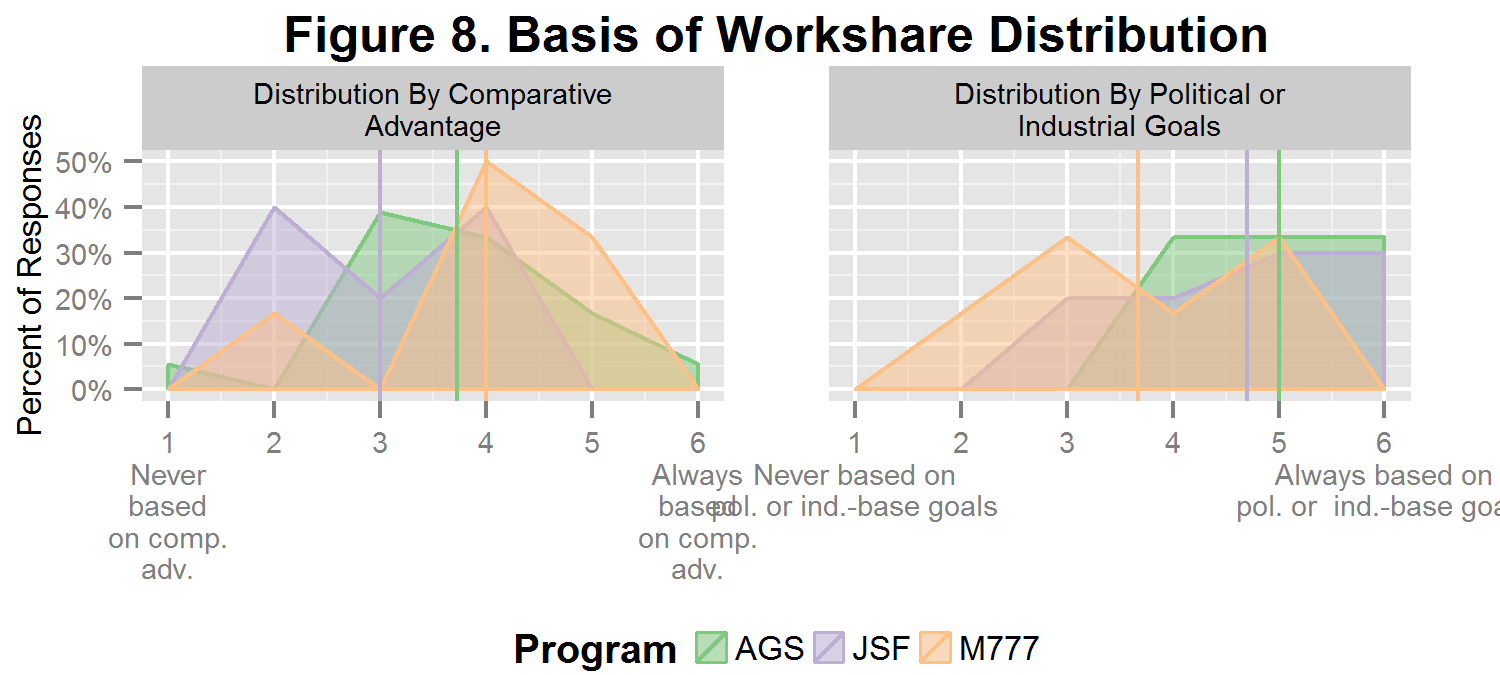 Figure 8. Basis of Workshare Distribution
Distribution By Comparative
Advantage
Distribution By Political or
Industrial Goals
Percent of Responses
50%
40%
30%
20%
10%
0%
1 2 3 4 5 6
Never
based
on comp.
adv.
Always
based
on comp.
adv.
1 2 3 4 5 6
Never based on
pol. or ind.-base goals
Always based on
pol. or ind.-base goa
Program AGS JSF M777